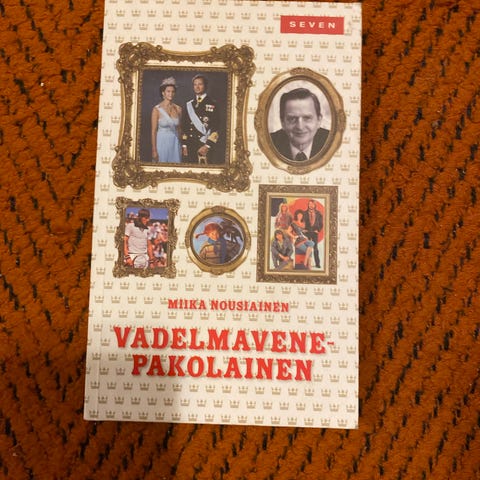 SEVEN
MIIKA NOUSIAINEN
VADELMAVENE-
PAKOLAINEN